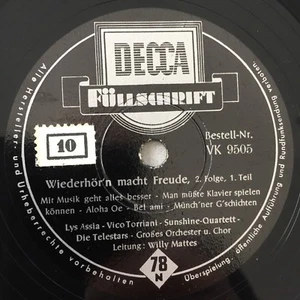 DECCA
FÜLLSCHRIFT
10
Bestell-Nr.
VK 9505
Wiederhör'n macht Freude, 2. Folge, 1. Teil
Mit Musik geht alles besser - Man müßte Klavier spielen
können - Aloha Oe - Bel ami - Münch'ner G'schichten
Lys Assia - Vico Torriani - Sunshine-Quartett -
Die Telestars - Großes Orchester u. Chor
Leitung: Willy Mattes
78
N
Alle Hersteller- und Urheberrechte vorbehalten
Überspielung, öffentliche Aufführung und Rundfunksendung verboten